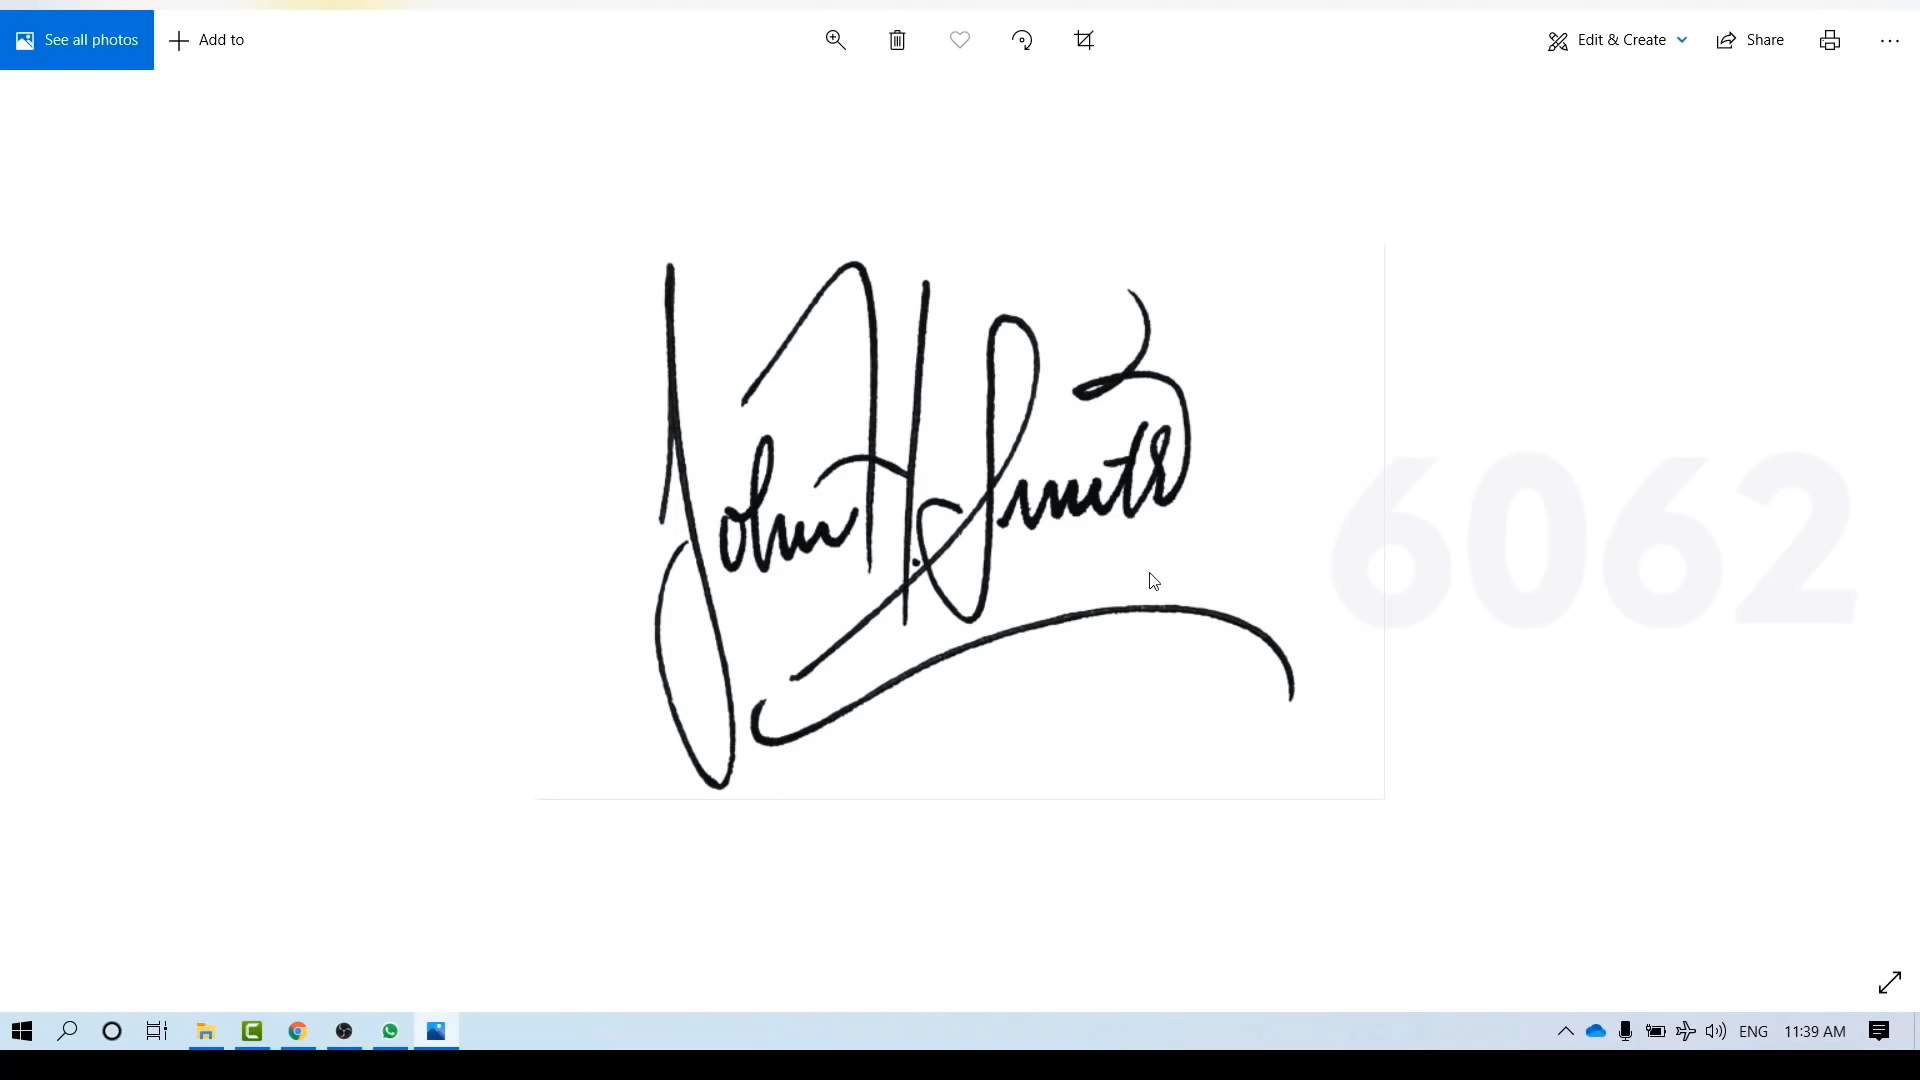 See all photos
Add to
Edit & Create
Share
John H. Smith
6062
ENG
11:39 AM